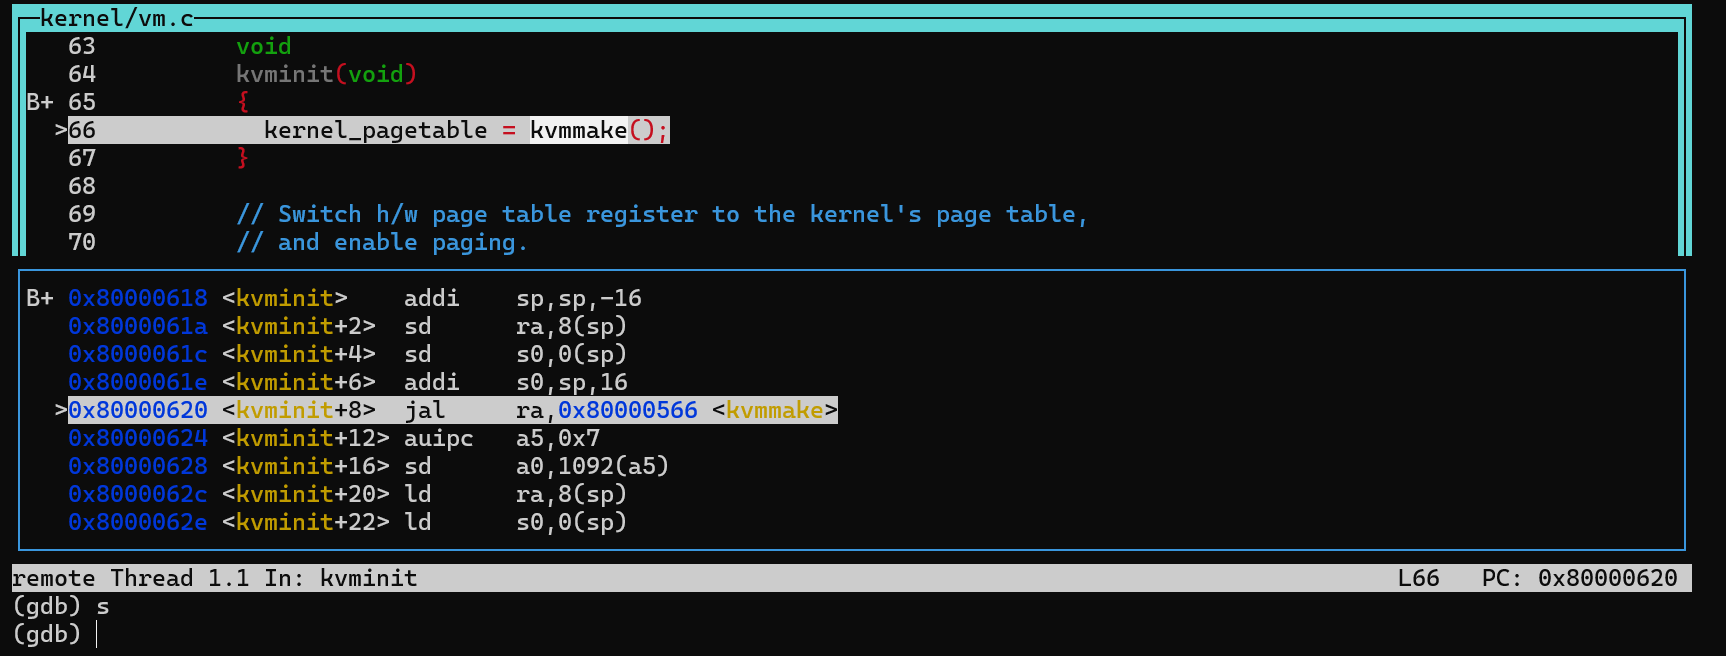 kernel/vm.c
63 void
64 kvminit(void)
B+ 65 {
>66 kernel_pagetable = kvmmake();
67 }
68
69 // Switch h/w page table register to the kernel's page table,
70 // and enable paging.
B+ 0x80000618 <kvminit> addi sp,sp,-16
0x8000061a <kvminit+2> sd ra,8(sp)
0x8000061c <kvminit+4> sd s0,0(sp)
0x8000061e <kvminit+6> addi s0,sp,16
>0x80000620 <kvminit+8> jal ra,0x80000566 <kvmmake>
0x80000624 <kvminit+12> auipc a5,0x7
0x80000628 <kvminit+16> sd a0,1092(a5)
0x8000062c <kvminit+20> ld ra,8(sp)
0x8000062e <kvminit+22> ld s0,0(sp)
remote Thread 1.1 In: kvminit L66 PC: 0x80000620
(gdb) s
(gdb)